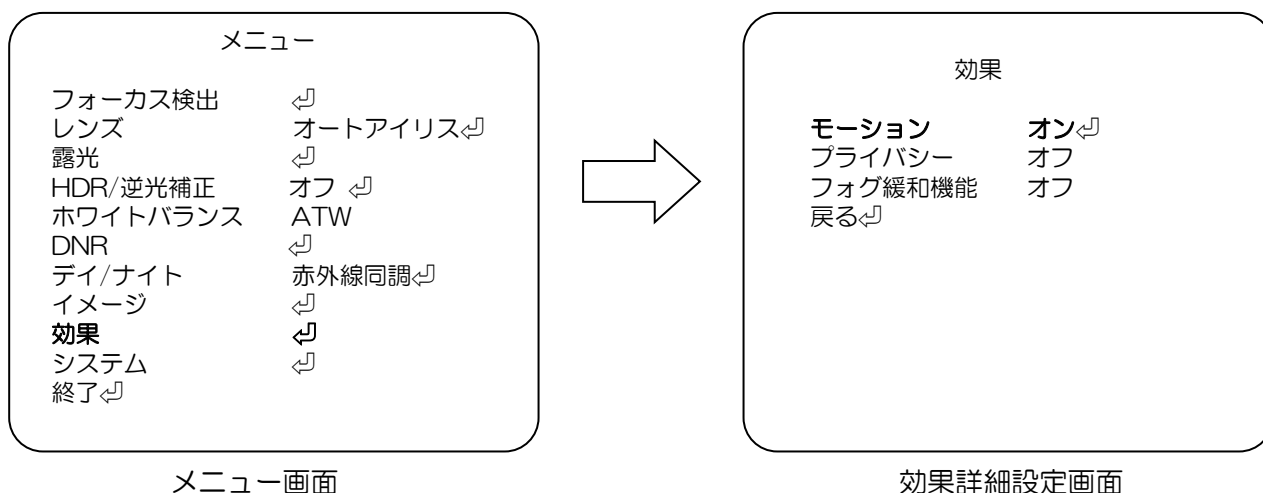 メニュー
フォーカス検出 ⏎
レンズ オートアイリス⏎
露光 ⏎
HDR/逆光補正 オフ ⏎
ホワイトバランス ATW
DNR ⏎
デイ/ナイト 赤外線同調⏎
イメージ ⏎
効果 ⏎
システム ⏎
終了⏎
メニュー画面
効果
モーション オン⏎
プライバシー オフ
フォグ緩和機能 オフ
戻る⏎
効果詳細設定画面